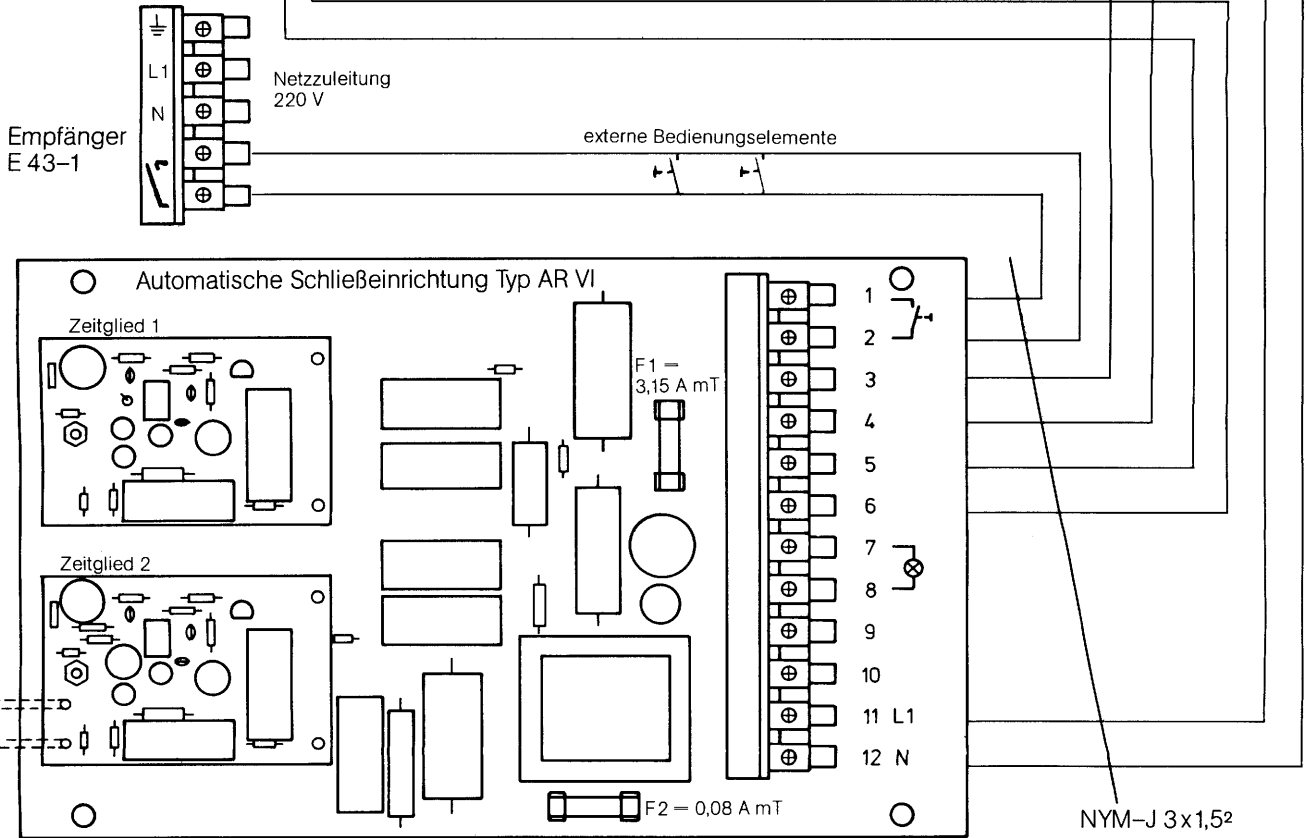 L1
N
Netzzuleitung
220 V
Empfänger
E 43–1
externe Bedienungselemente
Automatische Schließeinrichtung Typ AR VI
Zeitglied 1
F1 =
3,15 A mT
1
2
3
4
5
6
Zeitglied 2
7
8
9
10
11 L1
12 N
F2 = 0,08 A mT
NYM–J 3x1,5²